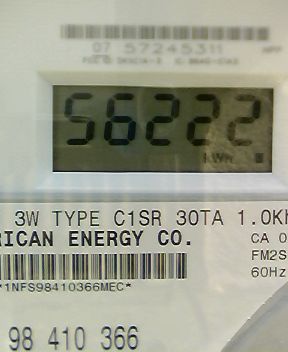 07 57245311
56222
kWh
3W TYPE C1SR 30TA 1.0Kh
RICAN ENERGY CO.
CA 0
FM2S
60Hz
*1NFS98410366MEC*
98 410 366